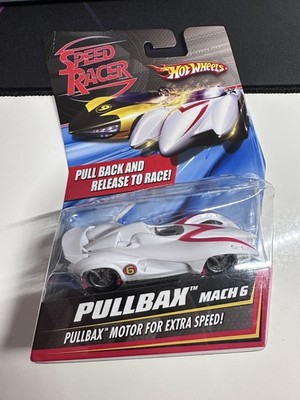 SPEED
RACER
Hot Wheels
PULL BACK AND
RELEASE TO RACE!
6
PULLBAX™ MACH 6
PULLBAX™ MOTOR FOR EXTRA SPEED!